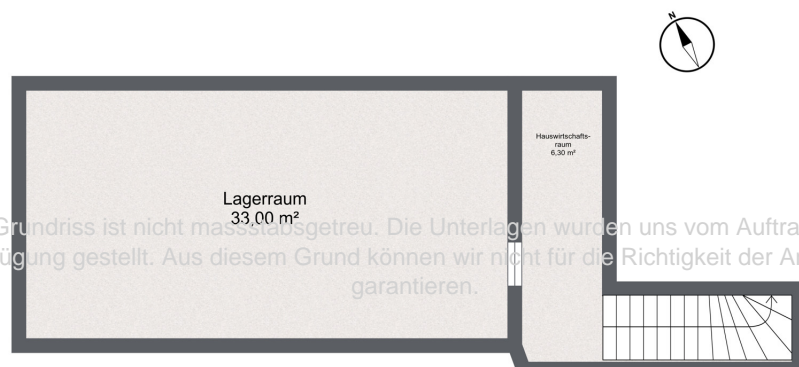 N
Hauswirtschafts-
raum
6,30 m²
Lagerraum
33,00 m²
Grundriss ist nicht massstabsgetreu. Die Unterlagen wurden uns vom Auftra
ügung gestellt. Aus diesem Grund können wir nicht für die Richtigkeit der
garantieren.